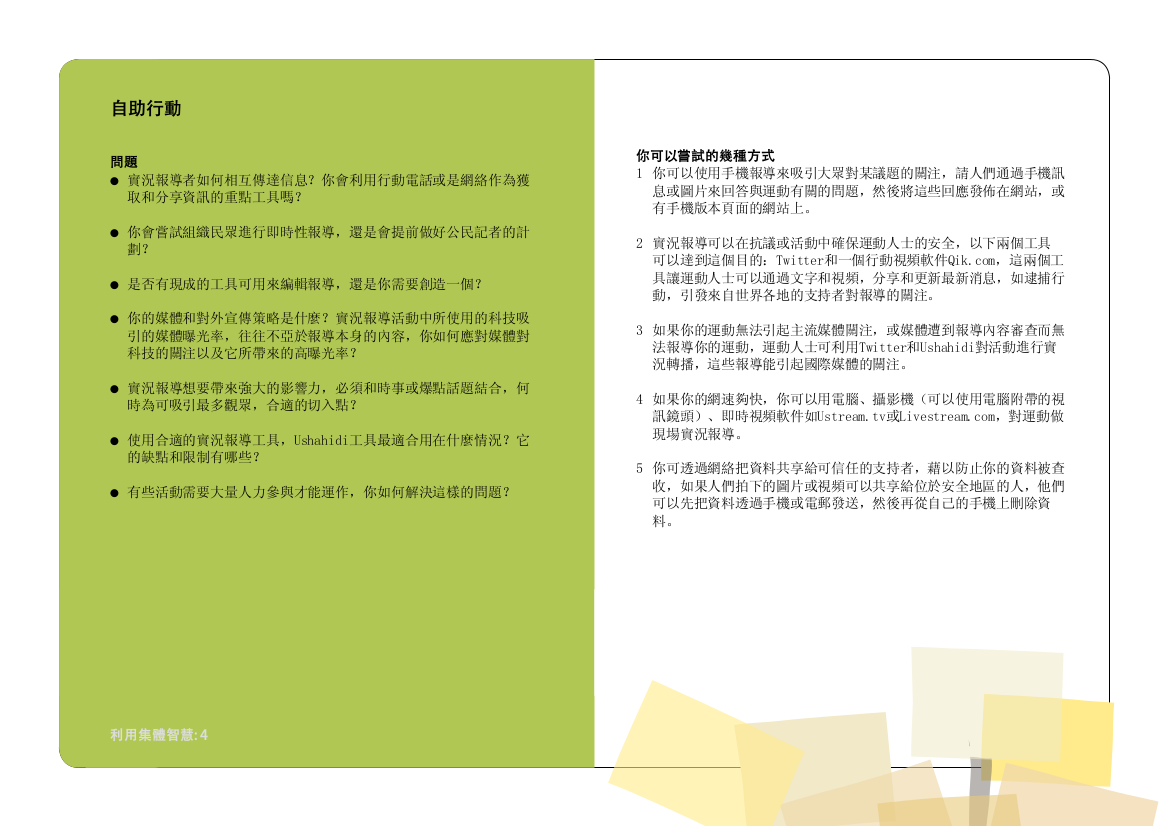 自助行動
問題
● 實況報導者如何相互傳達信息？你會利用行動電話或是網絡作為獲
取和分享資訊的重點工具嗎？
● 你會嘗試組織民眾進行即時性報導，還是會提前做好公民記者的計
劃？
● 是否有現成的工具可用來編輯報導，還是你需要創造一個？
● 你的媒體和對外宣傳策略是什麼？實況報導活動中所使用的科技吸
引的媒體曝光率，往往不亞於報導本身的內容，你如何應對媒體對
科技的關注以及它所帶來的高曝光率？
● 實況報導想要帶來強大的影響力，必須和時事或爆點話題結合，何
時為可吸引最多觀眾，合適的切入點？
● 使用合適的實況報導工具，Ushahidi工具最適合用在什麼情況？它
的缺點和限制有哪些？
● 有些活動需要大量人力參與才能運作，你如何解決這樣的問題？
利用集體智慧:4
你可以嘗試的幾種方式
1 你可以使用手機報導來吸引大眾對某議題的關注，請人們通過手機訊
息或圖片來回答與運動有關的問題，然後將這些回應發佈在網站，或
有手機版本頁面的網站上。
2 實況報導可以在抗議或活動中確保運動人士的安全，以下兩個工具
可以達到這個目的：Twitter和一個行動視頻軟件Qik.com，這兩個工
具讓運動人士可以通過文字和視頻，分享和更新最新消息，如逮捕行
動，引發來自世界各地的支持者對報導的關注。
3 如果你的運動無法引起主流媒體關注，或媒體遭到報導內容審查而無
法報導你的運動，運動人士可利用Twitter和Ushahidi對活動進行實
況轉播，這些報導能引起國際媒體的關注。
4 如果你的網速夠快，你可以用電腦、攝影機（可以使用電腦附帶的視
訊鏡頭）、即時視頻軟件如Ustream.tv或Livestream.com，對運動做
現場實況報導。
5 你可透過網絡把資料共享給可信任的支持者，藉以防止你的資料被查
收，如果人們拍下的圖片或視頻可以共享給位於安全地區的人，他們
可以先把資料透過手機或電郵發送，然後再從自己的手機上刪除資
料。